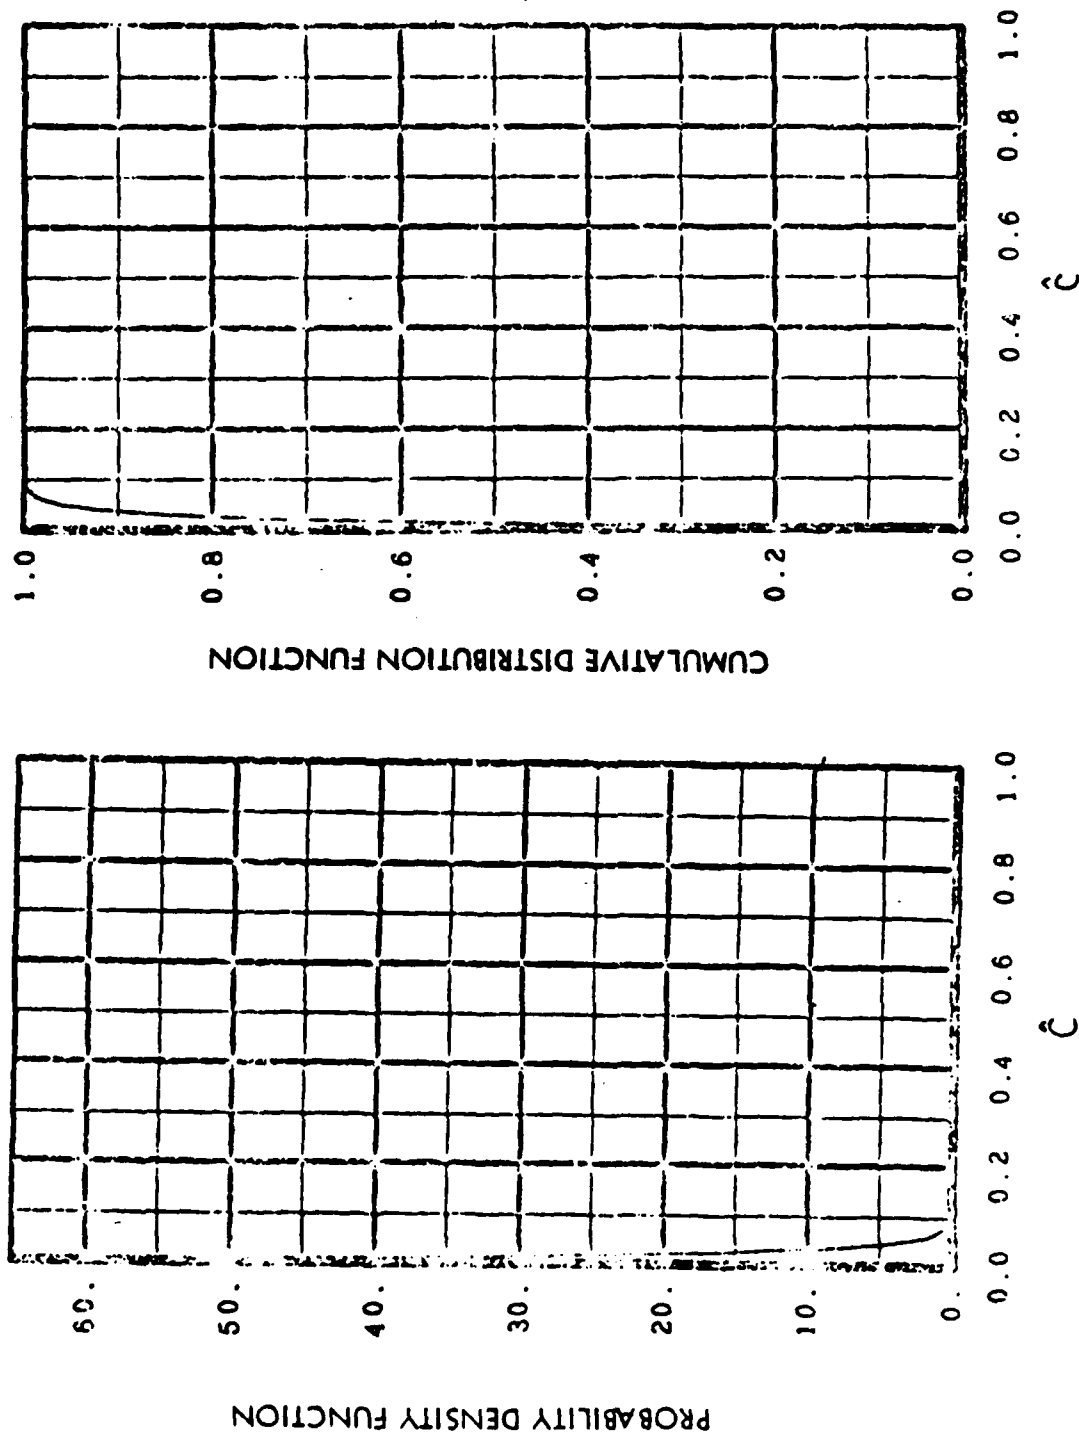 CUMULATIVE DISTRIBUTION FUNCTION
1.0
0.8
0.6
0.4
0.2
0.0
0.0 0.2 0.4 0.6 0.8 1.0
Ĉ
PROBABILITY DENSITY FUNCTION
60.
50.
40.
30.
20.
10.
0.
0.0 0.2 0.4 0.6 0.8 1.0
Ĉ